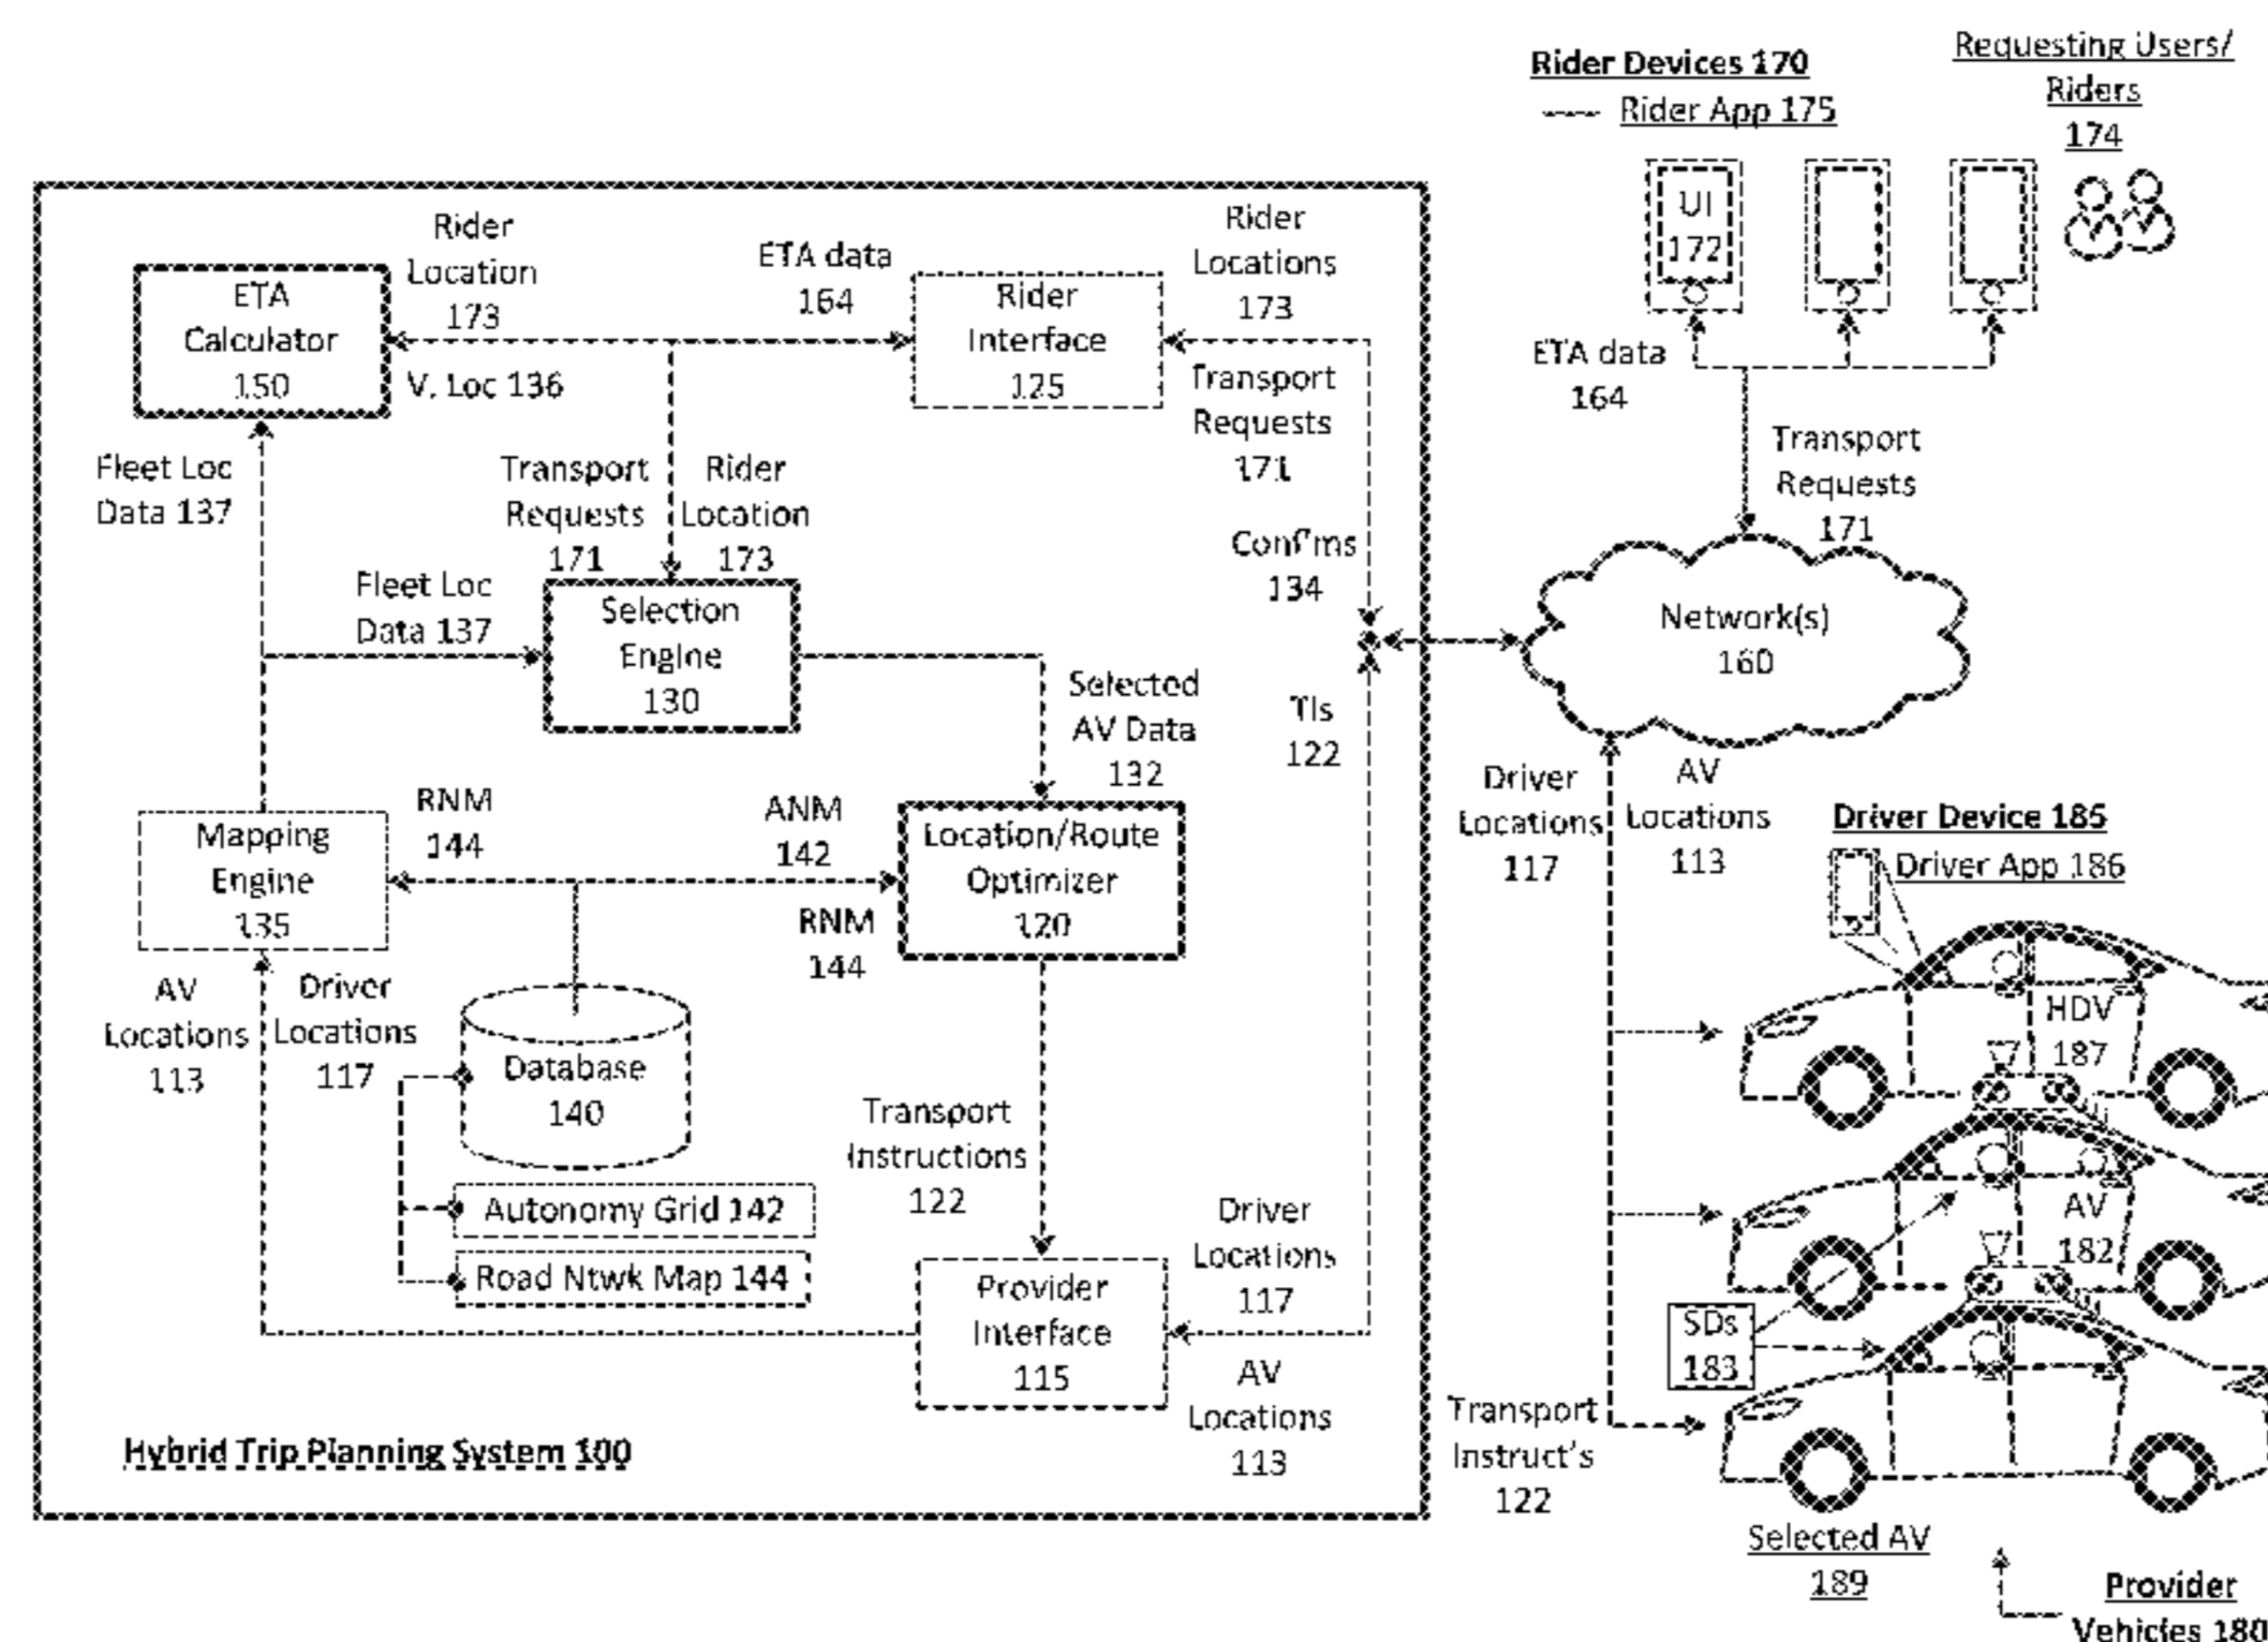 Rider Devices 170
Rider App 175
Requesting Users/
Riders
174
UI
172
ETA data
164
Transport
Requests
171
Network(s)
160
Rider
Location
173
ETA
Calculator
150
V. Loc 136
ETA data
164
Rider
Interface
125
Rider
Locations
173
Transport
Requests
171
Conf'ms
134
Fleet Loc
Data 137
Transport
Requests
171
Rider
Location
173
Fleet Loc
Data 137
Selection
Engine
130
Selected
AV Data
132
TIs
122
Mapping
Engine
135
RNM
144
ANM
142
RNM
144
Location/Route
Optimizer
120
AV
Locations
113
Driver
Locations
117
Database
140
Autonomy Grid 142
Road Ntwk Map 144
Transport
Instructions
122
Provider
Interface
115
Driver
Locations
117
AV
Locations
113
Hybrid Trip Planning System 100
Driver
Locations
117
AV
Locations
113
Driver Device 185
Driver App 186
HDV
187
AV
182
SDs
183
Transport
Instruct's
122
Selected AV
189
Provider
Vehicles 180